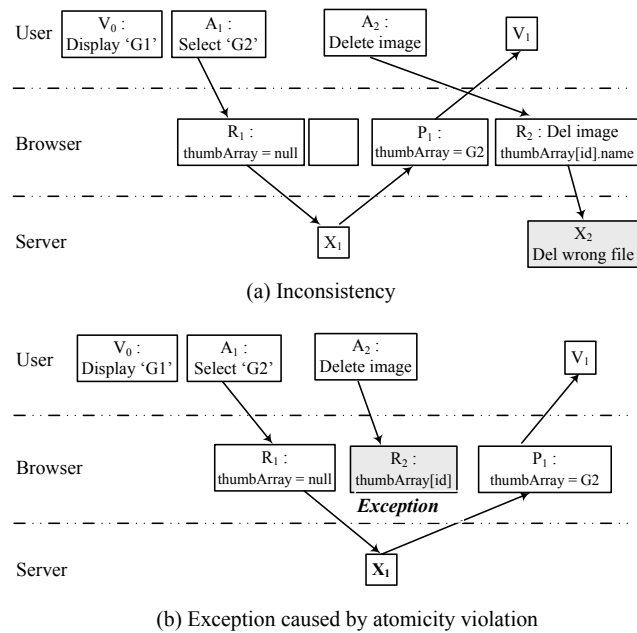 User
V₀ :
Display ‘G1’
A₁ :
Select ‘G2’
A₂ :
Delete image
V₁
Browser
R₁ :
thumbArray = null
P₁ :
thumbArray = G2
R₂ : Del image
thumbArray[id].name
Server
X₁
X₂
Del wrong file
(a) Inconsistency
User
V₀ :
Display ‘G1’
A₁ :
Select ‘G2’
A₂ :
Delete image
V₁
Browser
R₁ :
thumbArray = null
R₂ :
thumbArray[id]
Exception
P₁ :
thumbArray = G2
Server
X₁
(b) Exception caused by atomicity violation